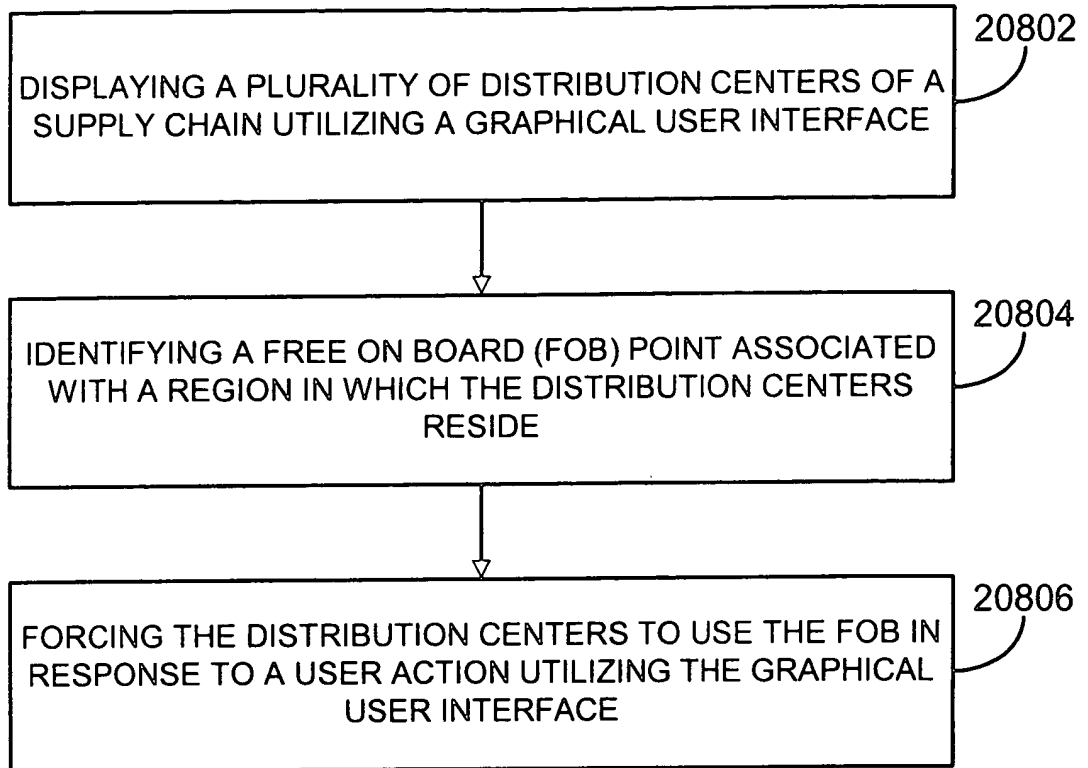 20802
DISPLAYING A PLURALITY OF DISTRIBUTION CENTERS OF A
SUPPLY CHAIN UTILIZING A GRAPHICAL USER INTERFACE
20804
IDENTIFYING A FREE ON BOARD (FOB) POINT ASSOCIATED
WITH A REGION IN WHICH THE DISTRIBUTION CENTERS
RESIDE
20806
FORCING THE DISTRIBUTION CENTERS TO USE THE FOB IN
RESPONSE TO A USER ACTION UTILIZING THE GRAPHICAL
USER INTERFACE